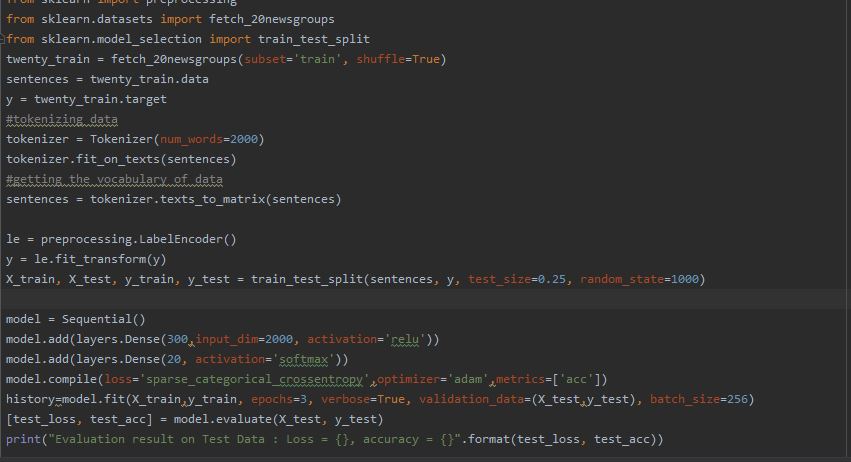 from sklearn import preprocessing
from sklearn.datasets import fetch_20newsgroups
from sklearn.model_selection import train_test_split
twenty_train = fetch_20newsgroups(subset='train', shuffle=True)
sentences = twenty_train.data
y = twenty_train.target
#tokenizing data
tokenizer = Tokenizer(num_words=2000)
tokenizer.fit_on_texts(sentences)
#getting the vocabulary of data
sentences = tokenizer.texts_to_matrix(sentences)
le = preprocessing.LabelEncoder()
y = le.fit_transform(y)
X_train, X_test, y_train, y_test = train_test_split(sentences, y, test_size=0.25, random_state=1000)
model = Sequential()
model.add(layers.Dense(300,input_dim=2000, activation='relu'))
model.add(layers.Dense(20, activation='softmax'))
model.compile(loss='sparse_categorical_crossentropy',optimizer='adam',metrics=['acc'])
history=model.fit(X_train,y_train, epochs=3, verbose=True, validation_data=(X_test,y_test), batch_size=256)
[test_loss, test_acc] = model.evaluate(X_test, y_test)
print("Evaluation result on Test Data : Loss = {}, accuracy = {}".format(test_loss, test_acc))